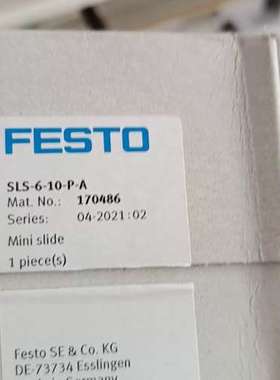 FESTO
SLS-6-10-P-A
Mat. No.: 170486
Series: 04-2021:02
Mini slide
1 piece(s)
Festo SE & Co. KG
DE-73734 Esslingen
Germany